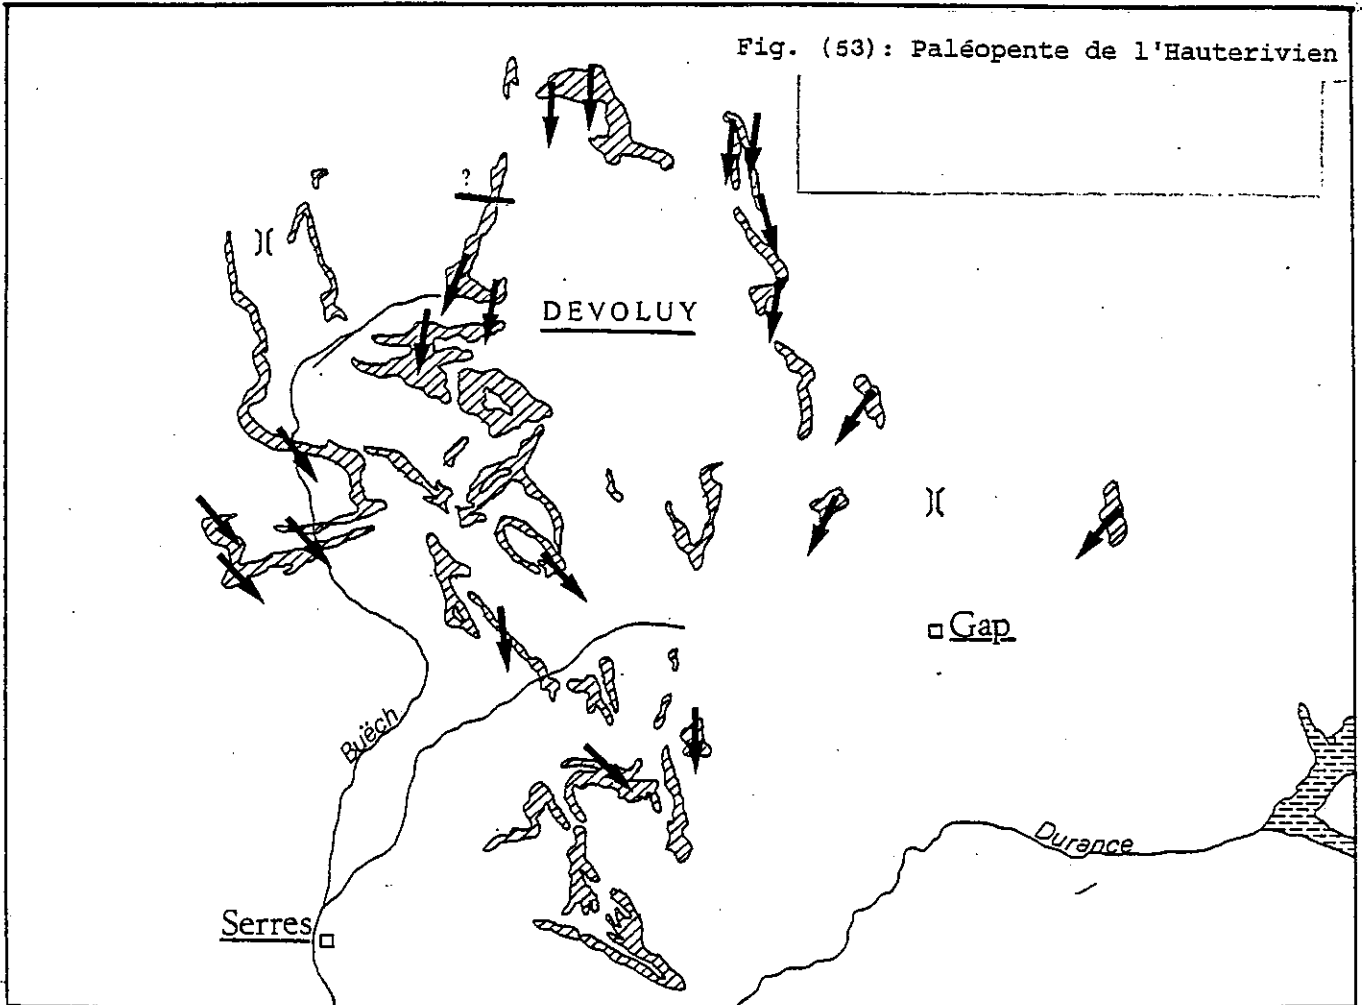 Fig. (53): Paléopente de l'Hauterivien
?
DEVOLUY
Gap
Buëch
Durance
Serres